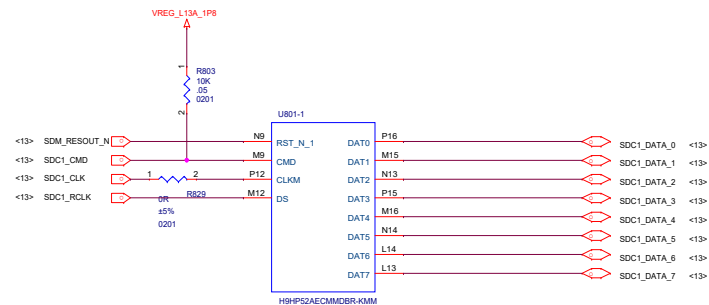 VREG_L13A_1P8
1
R803
10K
.05
0201
2
U801-1
<13> SDM_RESOUT_N N9 RST_N_1 DAT0 P16 SDC1_DATA_0 <13>
<13> SDC1_CMD M9 CMD DAT1 M15 SDC1_DATA_1 <13>
<13> SDC1_CLK 1 2 P12 CLKM DAT2 N13 SDC1_DATA_2 <13>
<13> SDC1_RCLK 0R R829 M12 DS DAT3 P15 SDC1_DATA_3 <13>
±5%
0201
DAT4 M16 SDC1_DATA_4 <13>
DAT5 N14 SDC1_DATA_5 <13>
DAT6 L14 SDC1_DATA_6 <13>
DAT7 L13 SDC1_DATA_7 <13>
H9HP52AECMMDBR-KMM